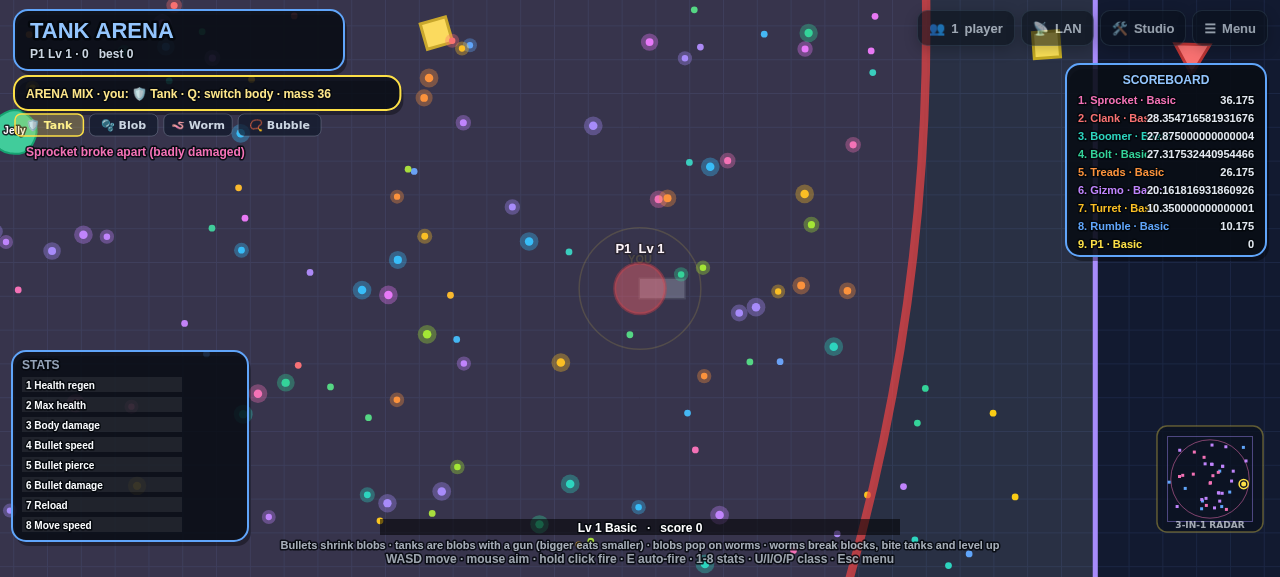 TANK ARENA
P1 Lv 1 · 0 best 0
👥 1 player
📡 LAN
🛠️ Studio
☰ Menu
ARENA MIX · you: 🛡️ Tank · Q: switch body · mass 36
Jelly
🛡️ Tank
🫧 Blob
🪱 Worm
🫧 Bubble
Sprocket broke apart (badly damaged)
SCOREBOARD
1. Sprocket · Basic 36.175
2. Clank · Bas 28.354716581931676
3. Boomer · B 27.875000000000004
4. Bolt · Basic 27.317532440954466
5. Treads · Basic 26.175
6. Gizmo · Ba 20.161816931860926
7. Turret · Bas 10.350000000000001
8. Rumble · Basic 10.175
9. P1 · Basic 0
P1 Lv 1
YOU
STATS
1 Health regen
2 Max health
3 Body damage
4 Bullet speed
5 Bullet pierce
6 Bullet damage
7 Reload
8 Move speed
3-IN-1 RADAR
Lv 1 Basic · score 0
Bullets shrink blobs · tanks are blobs with a gun (bigger eats smaller) · blobs pop on worms · worms break blocks, bite tanks and level up
WASD move · mouse aim · hold click fire · E auto-fire · 1-8 stats · U/I/O/P class · Esc menu